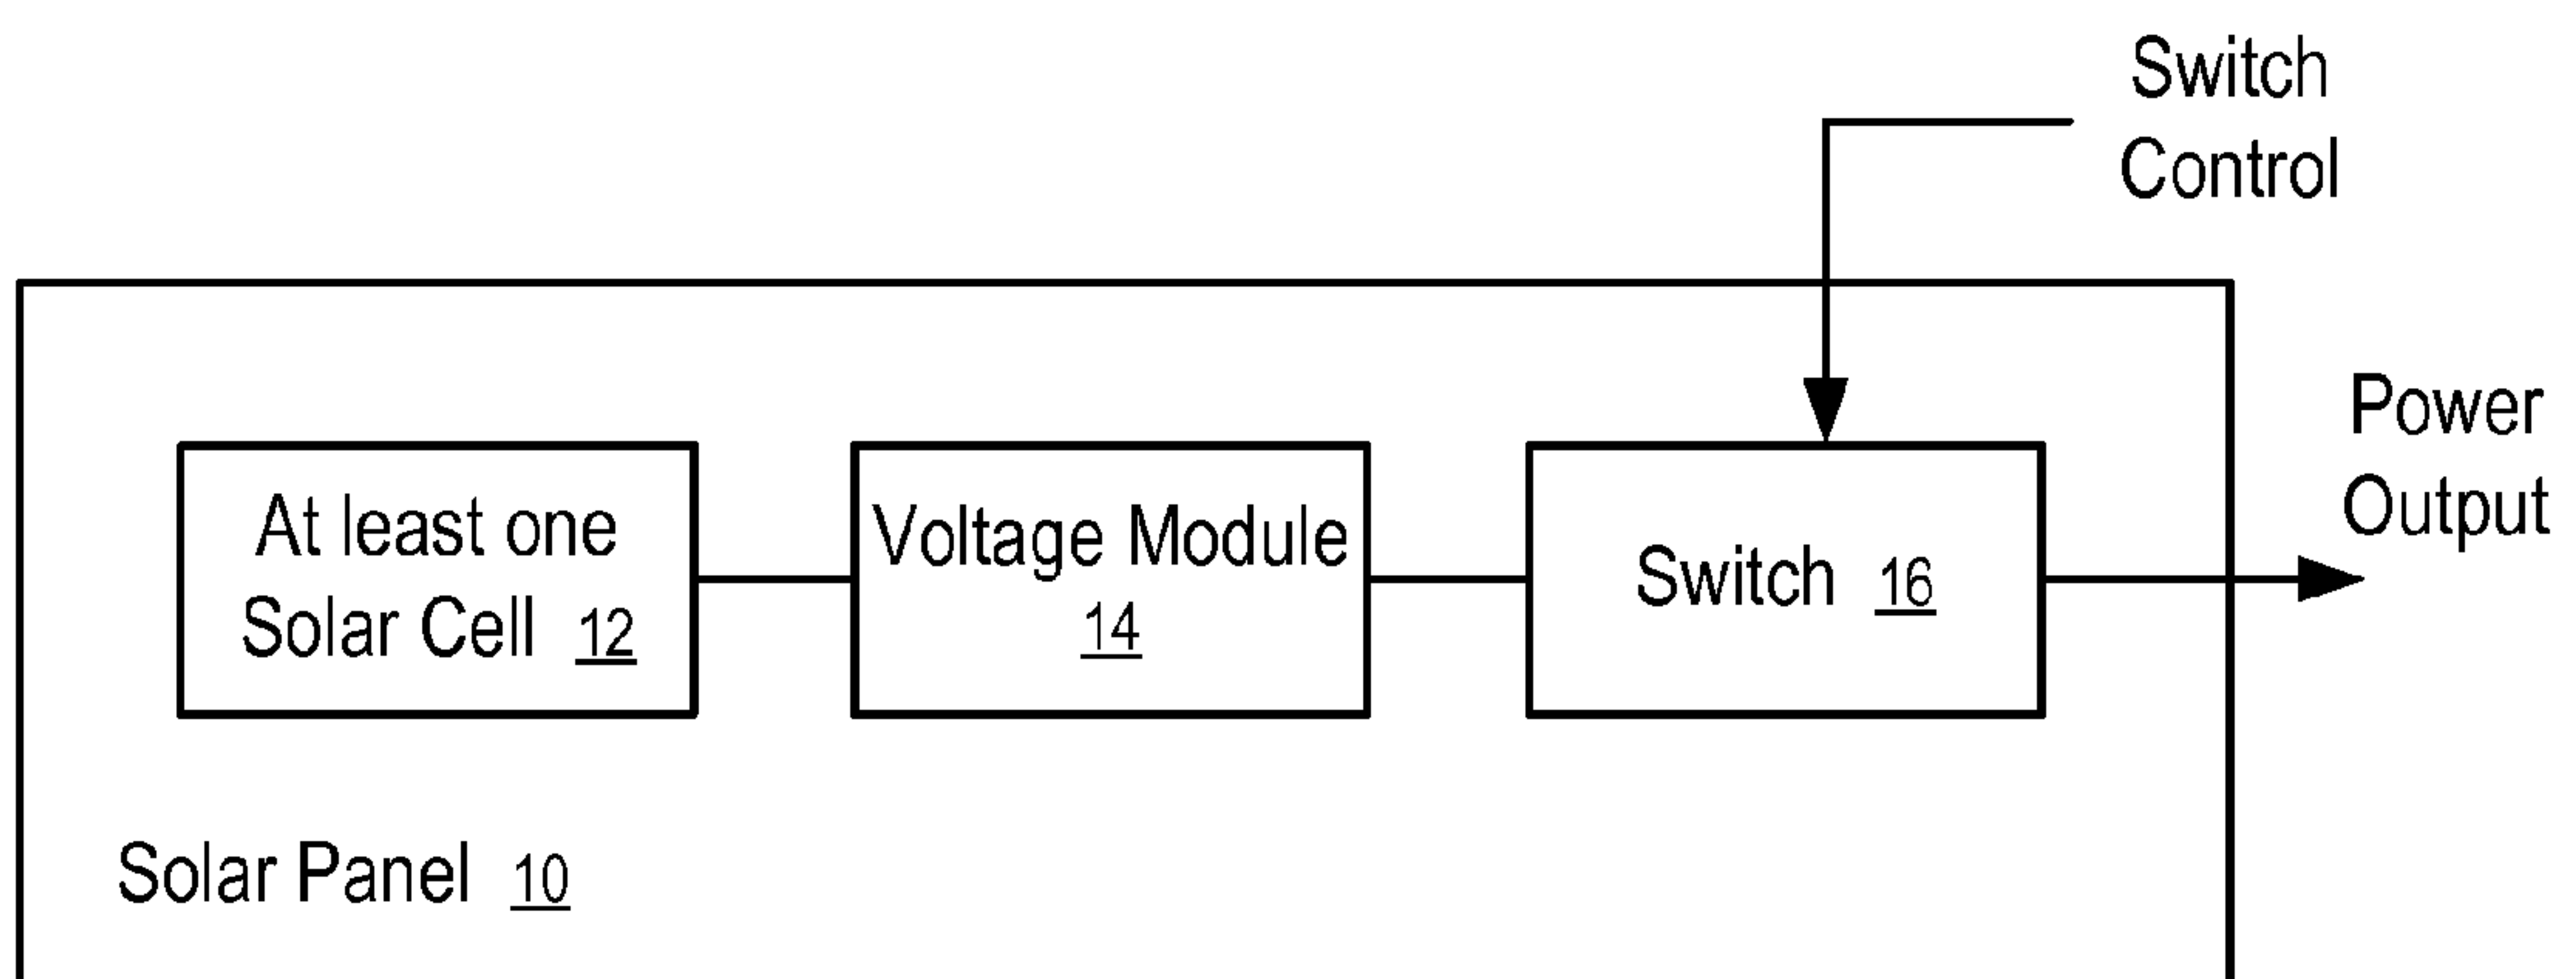 Switch
Control
Power
Output
At least one
Solar Cell 12
Voltage Module
14
Switch 16
Solar Panel 10